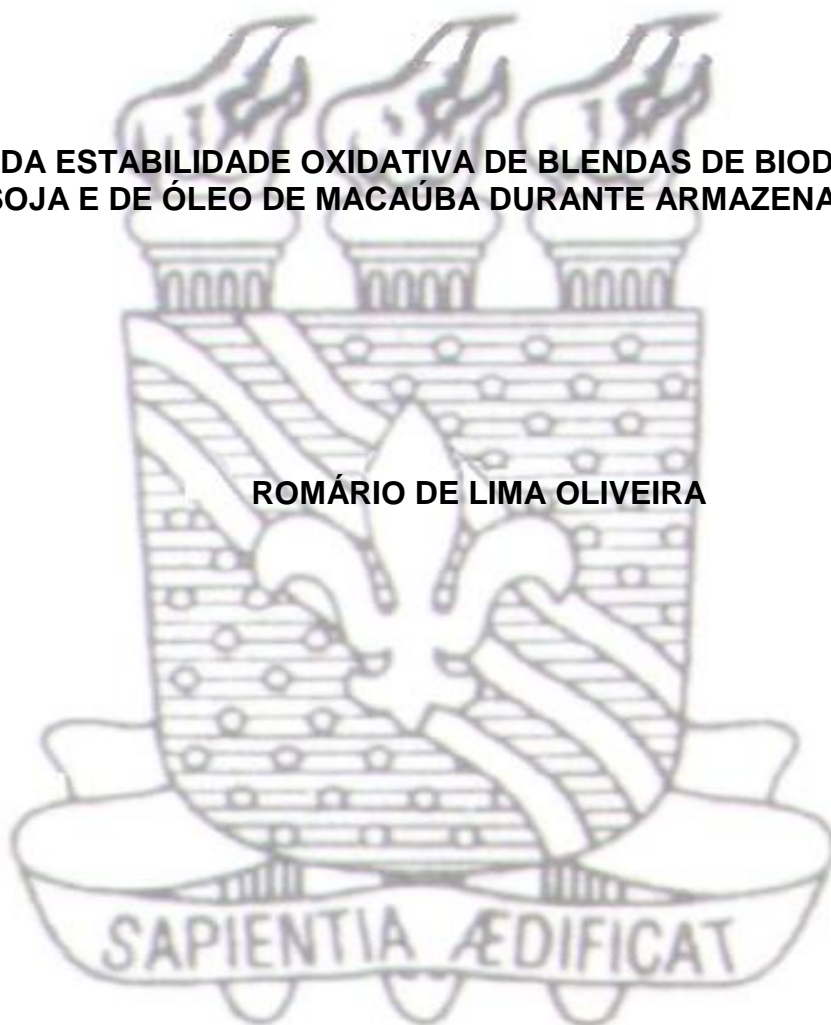 DA ESTABILIDADE OXIDATIVA DE BLENDAS DE BIOD
SOJA E DE ÓLEO DE MACAÚBA DURANTE ARMAZENA
ROMÁRIO DE LIMA OLIVEIRA
SAPIENTIA ÆDIFICAT